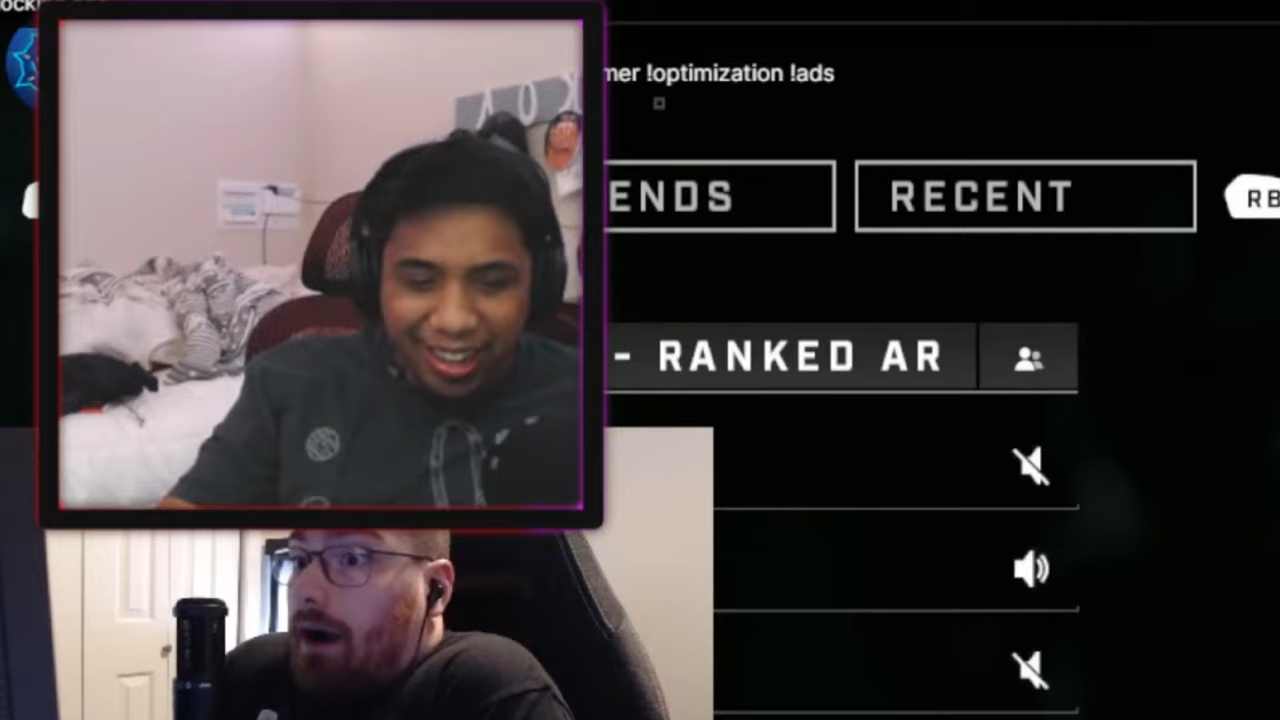 mer !optimization !ads
ENDS
RECENT
RB
- RANKED AR